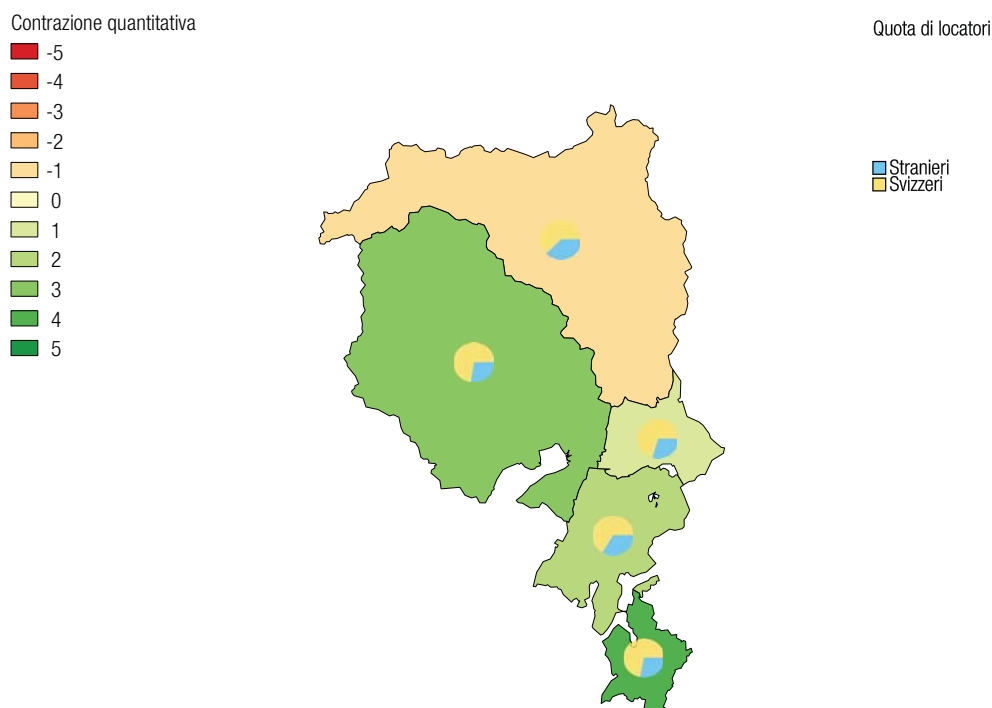 Contrazione quantitativa
-5
-4
-3
-2
-1
0
1
2
3
4
5
Quota di locatori
Stranieri
Svizzeri